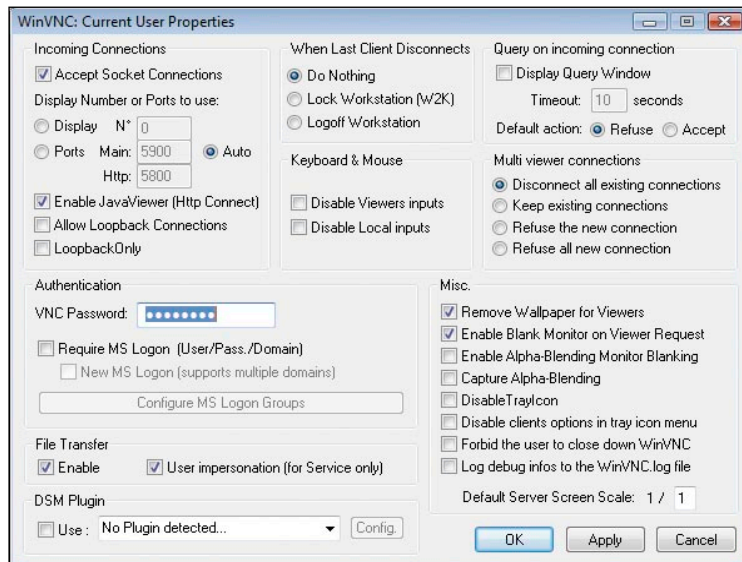 WinVNC: Current User Properties
Incoming Connections
Accept Socket Connections
Display Number or Ports to use:
Display N° 0
Ports Main: 5900 Auto
Http: 5800
Enable JavaViewer (Http Connect)
Allow Loopback Connections
LoopbackOnly
When Last Client Disconnects
Do Nothing
Lock Workstation (W2K)
Logoff Workstation
Keyboard & Mouse
Disable Viewers inputs
Disable Local inputs
Query on incoming connection
Display Query Window
Timeout: 10 seconds
Default action: Refuse Accept
Multi viewer connections
Disconnect all existing connections
Keep existing connections
Refuse the new connection
Refuse all new connection
Authentication
VNC Password: ●●●●●●●●
Require MS Logon (User/Pass./Domain)
New MS Logon (supports multiple domains)
Configure MS Logon Groups
File Transfer
Enable User impersonation (for Service only)
DSM Plugin
Use : No Plugin detected... Config.
Misc.
Remove Wallpaper for Viewers
Enable Blank Monitor on Viewer Request
Enable Alpha-Blending Monitor Blanking
Capture Alpha-Blending
DisableTrayIcon
Disable clients options in tray icon menu
Forbid the user to close down WinVNC
Log debug infos to the WinVNC.log file
Default Server Screen Scale: 1 / 1
OK Apply Cancel